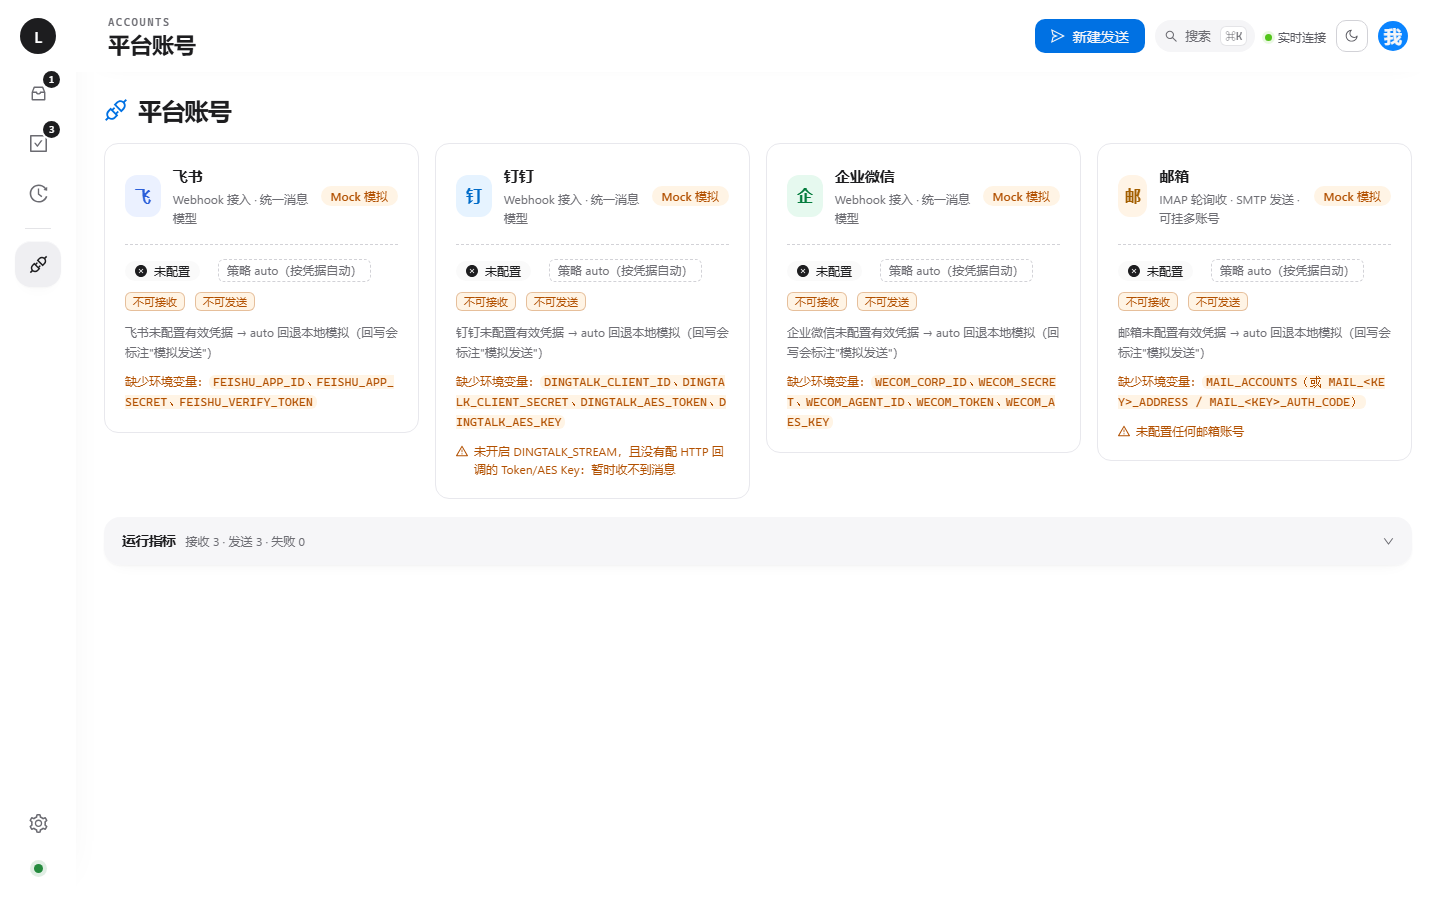 L
1
3
ACCOUNTS
平台账号
新建发送
搜索 ⌘K
实时连接
我
平台账号
飞
飞书
Webhook 接入 · 统一消息
模型
Mock 模拟
未配置
策略 auto（按凭据自动）
不可接收
不可发送
飞书未配置有效凭据 → auto 回退本地模拟（回写会
标注"模拟发送"）
缺少环境变量： FEISHU_APP_ID、FEISHU_APP_
SECRET、FEISHU_VERIFY_TOKEN
钉
钉钉
Webhook 接入 · 统一消息
模型
Mock 模拟
未配置
策略 auto（按凭据自动）
不可接收
不可发送
钉钉未配置有效凭据 → auto 回退本地模拟（回写会
标注"模拟发送"）
缺少环境变量： DINGTALK_CLIENT_ID、DINGTA
LK_CLIENT_SECRET、DINGTALK_AES_TOKEN、D
INGTALK_AES_KEY
未开启 DINGTALK_STREAM，且没有配 HTTP 回
调的 Token/AES Key：暂时收不到消息
企
企业微信
Webhook 接入 · 统一消息
模型
Mock 模拟
未配置
策略 auto（按凭据自动）
不可接收
不可发送
企业微信未配置有效凭据 → auto 回退本地模拟（回
写会标注"模拟发送"）
缺少环境变量： WECOM_CORP_ID、WECOM_SECRE
T、WECOM_AGENT_ID、WECOM_TOKEN、WECOM_A
ES_KEY
邮
邮箱
IMAP 轮询收 · SMTP 发送 ·
可挂多账号
Mock 模拟
未配置
策略 auto（按凭据自动）
不可接收
不可发送
邮箱未配置有效凭据 → auto 回退本地模拟（回写会
标注"模拟发送"）
缺少环境变量： MAIL_ACCOUNTS（或 MAIL_<KE
Y>_ADDRESS / MAIL_<KEY>_AUTH_CODE）
未配置任何邮箱账号
运行指标 接收 3 · 发送 3 · 失败 0